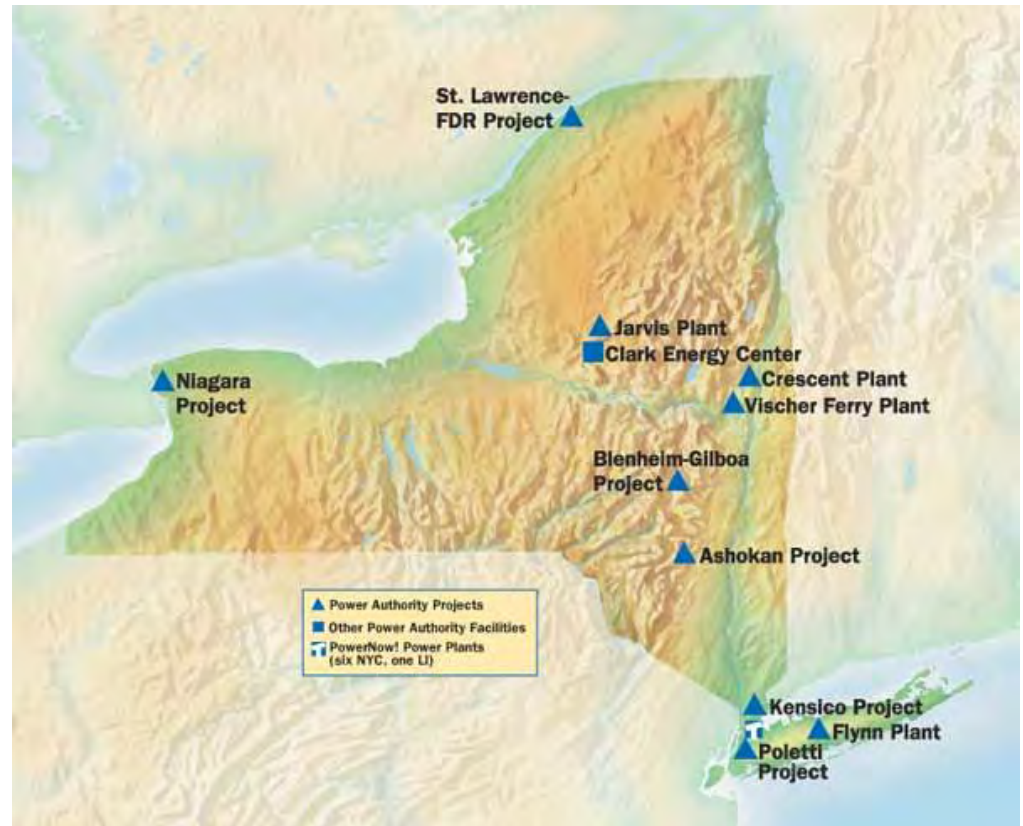 St. Lawrence-
FDR Project
Jarvis Plant
Clark Energy Center
Niagara
Project
Crescent Plant
Vischer Ferry Plant
Blenheim-Gilboa
Project
Ashokan Project
Power Authority Projects
Other Power Authority Facilities
PowerNow! Power Plants
(six NYC, one LI)
Kensico Project
Flynn Plant
Poletti
Project